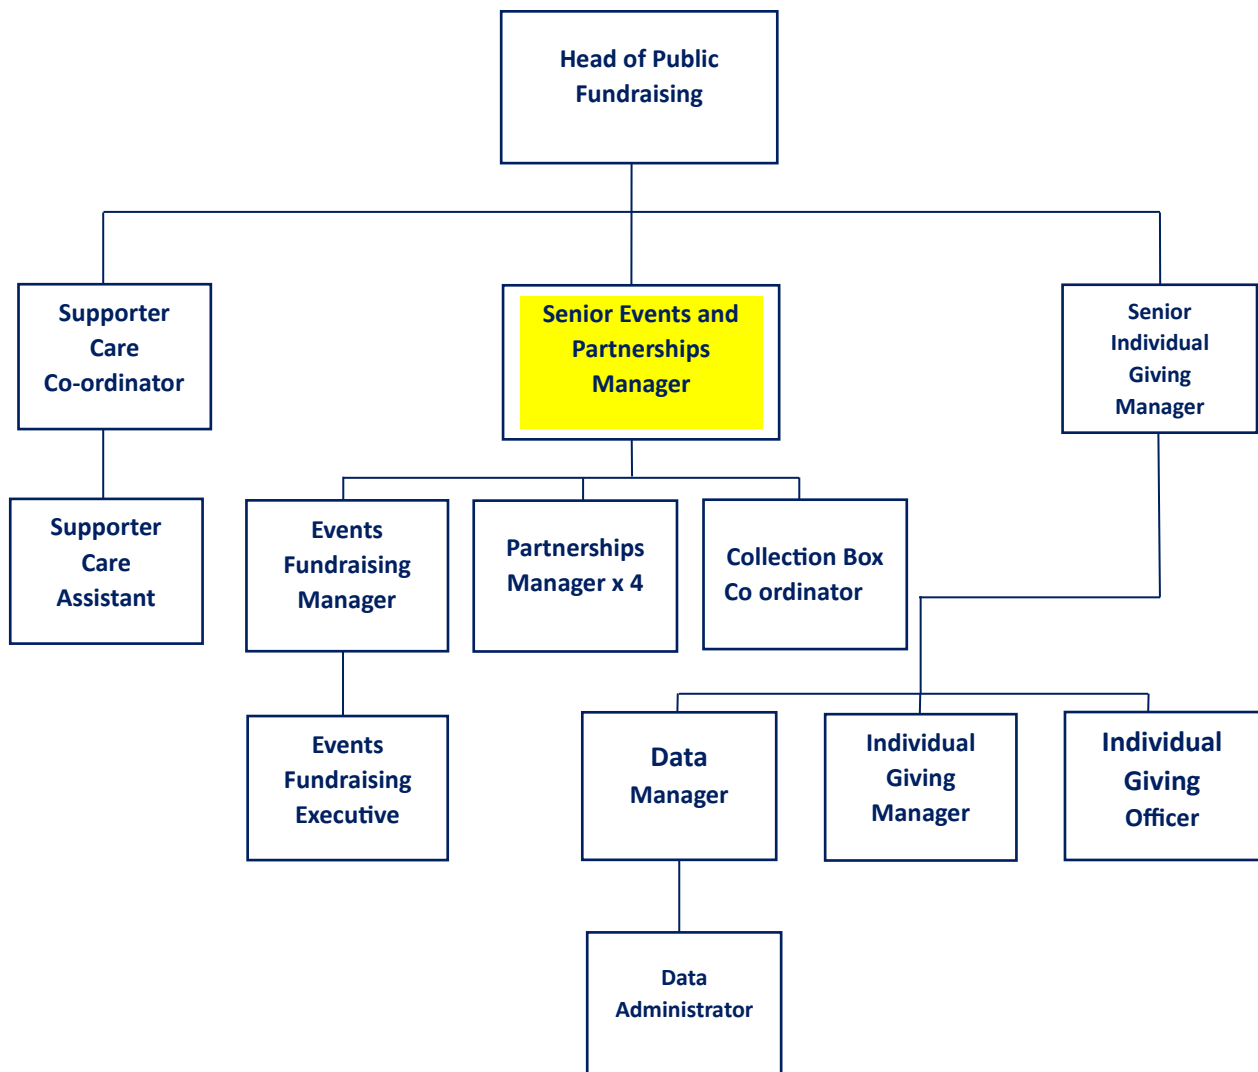 Head of Public
Fundraising
Supporter
Care
Co-ordinator
Senior Events and
Partnerships
Manager
Senior
Individual
Giving
Manager
Supporter
Care
Assistant
Events
Fundraising
Manager
Partnerships
Manager x 4
Collection Box
Co ordinator
Events
Fundraising
Executive
Data
Manager
Individual
Giving
Manager
Individual
Giving
Officer
Data
Administrator